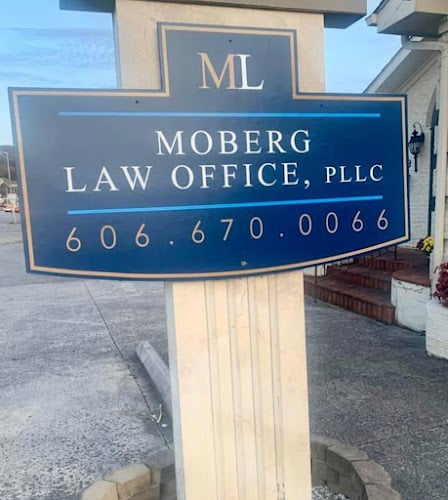 ML
MOBERG
LAW OFFICE, PLLC
606.670.0066